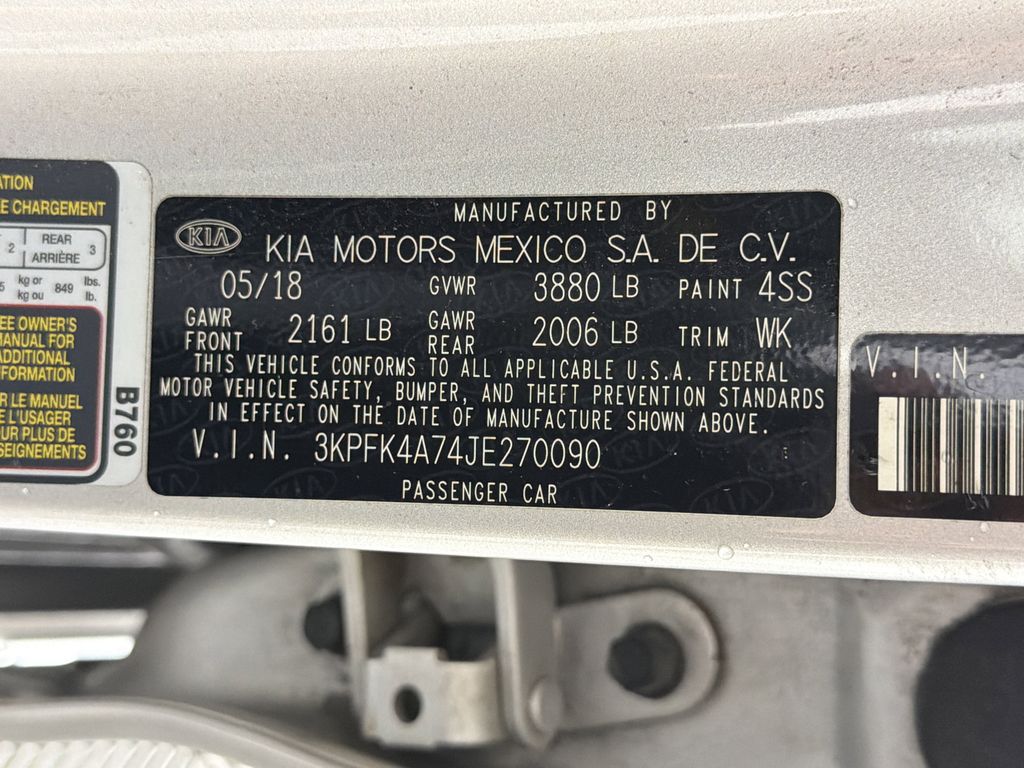 ATION
E CHARGEMENT
2 REAR 3
ARRIÈRE
5 kg or 849 lbs.
kg ou lb.
EE OWNER'S
MANUAL FOR
ADDITIONAL
NFORMATION
R LE MANUEL
E L'USAGER
OUR PLUS DE
SEIGNEMENTS
B760
MANUFACTURED BY
KIA KIA MOTORS MEXICO S.A. DE C.V.
05/18 GVWR 3880 LB PAINT 4SS
GAWR FRONT 2161 LB GAWR REAR 2006 LB TRIM WK
THIS VEHICLE CONFORMS TO ALL APPLICABLE U.S.A. FEDERAL
MOTOR VEHICLE SAFETY, BUMPER, AND THEFT PREVENTION STANDARDS
IN EFFECT ON THE DATE OF MANUFACTURE SHOWN ABOVE.
V.I.N. 3KPFK4A74JE270090
PASSENGER CAR
V.I.N.